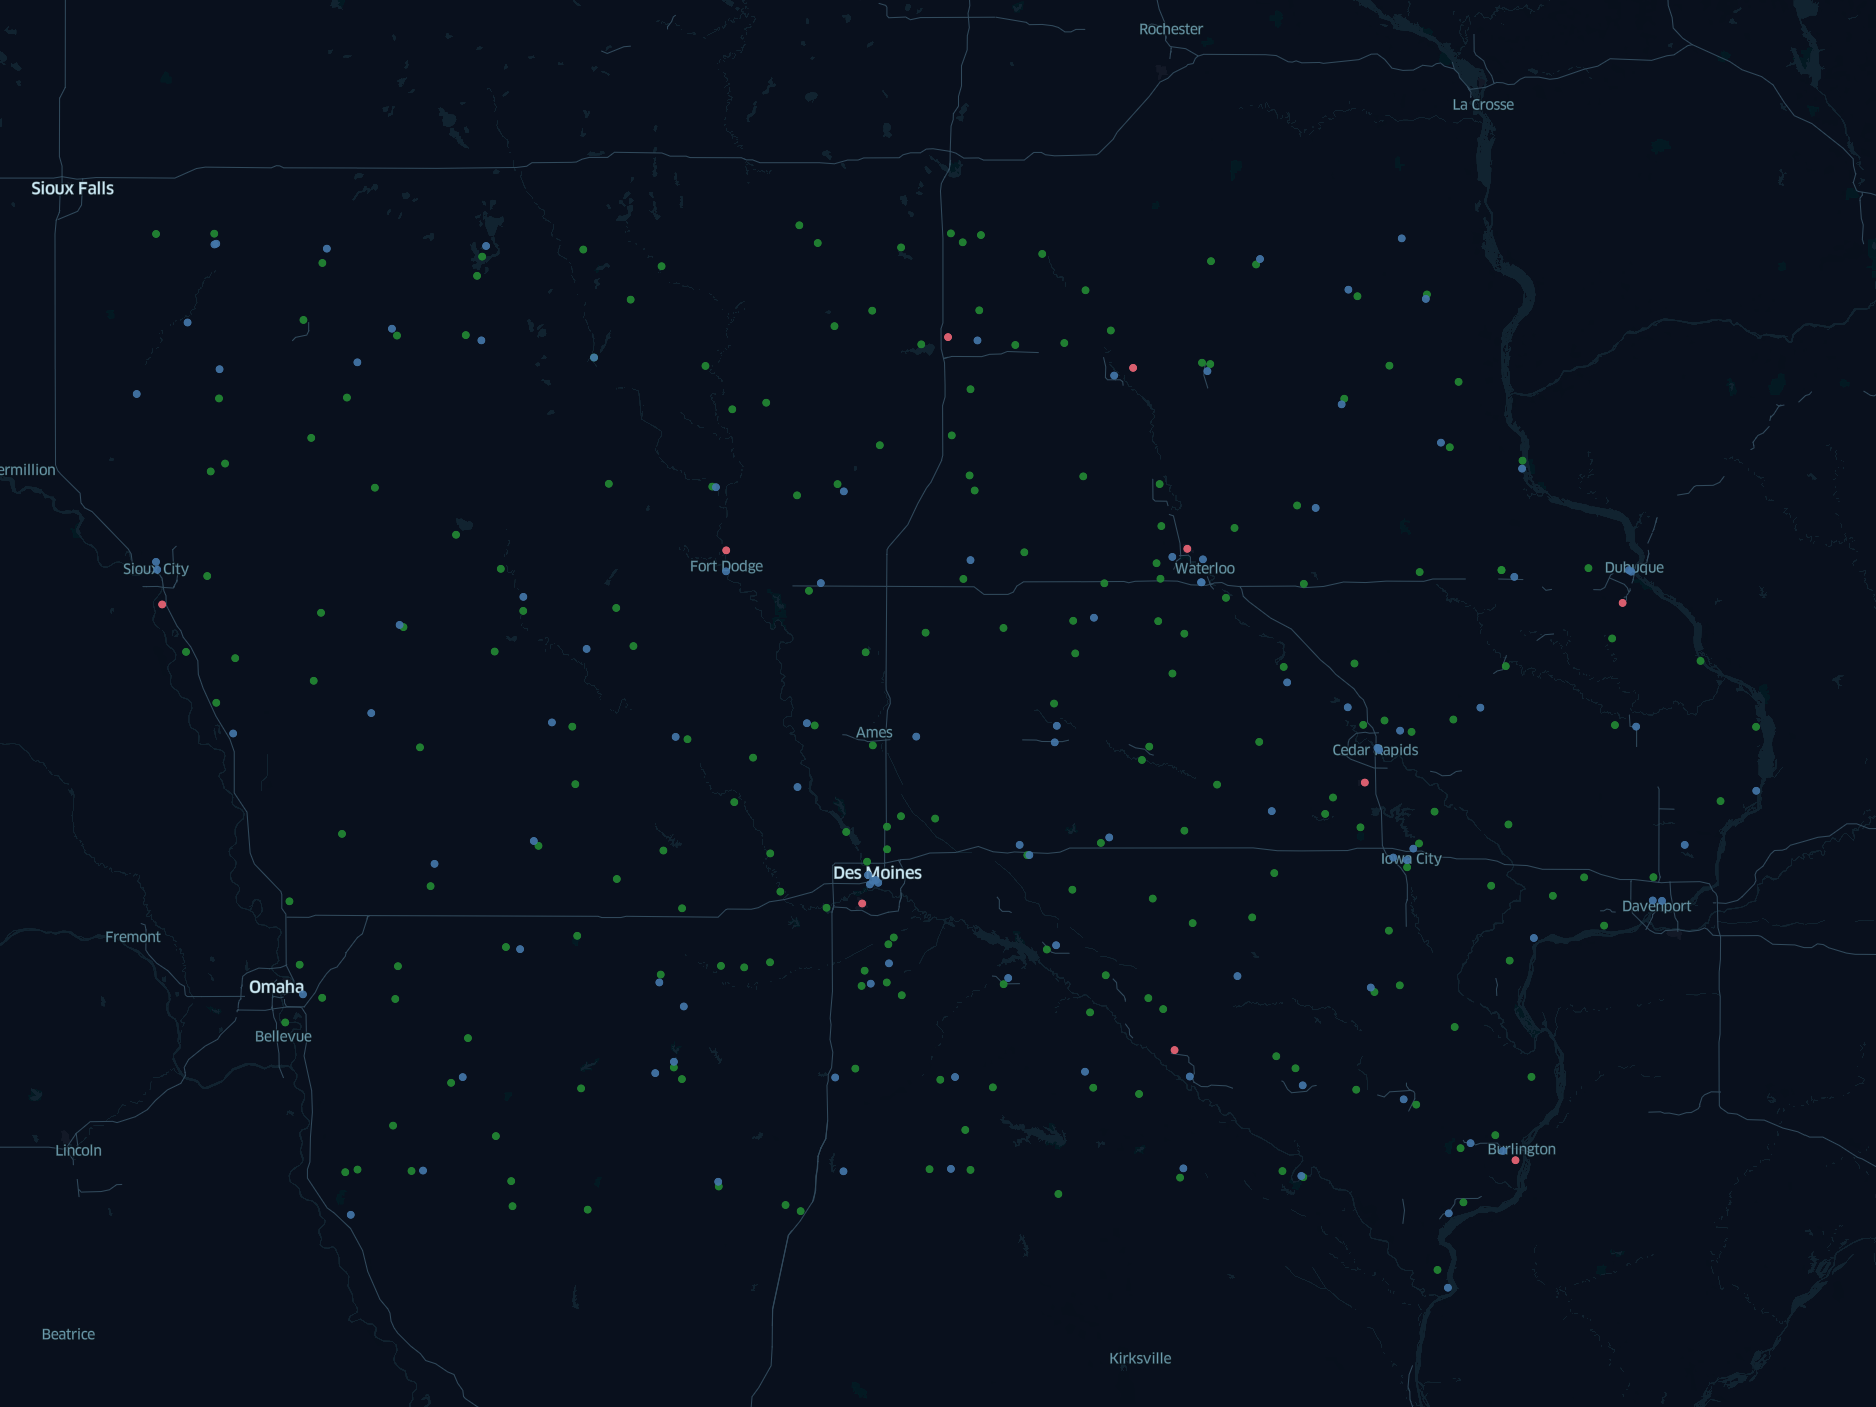 Rochester
La Crosse
Sioux Falls
ermillion
Sioux City
Fort Dodge
Waterloo
Dubuque
Ames
Cedar Rapids
Des Moines
Iowa City
Davenport
Fremont
Omaha
Bellevue
Lincoln
Burlington
Beatrice
Kirksville